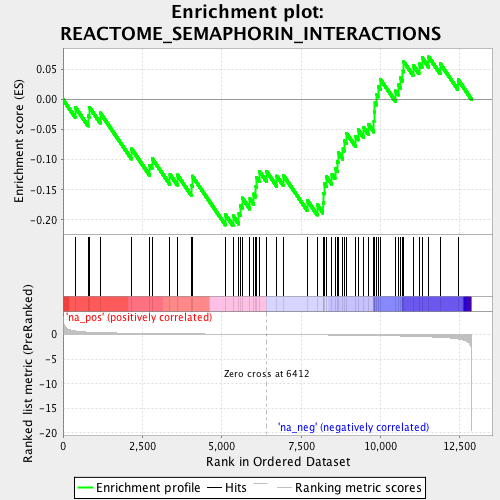 Enrichment plot:
REACTOME_SEMAPHORIN_INTERACTIONS
Enrichment score (ES)
0.05
0.00
-0.05
-0.10
-0.15
-0.20
'na_pos' (positively correlated)
Ranked list metric (PreRanked)
0
-5
-10
-15
-20
Zero cross at 6412
'na_neg' (negatively correlated)
0
2,500
5,000
7,500
10,000
12,500
Rank in Ordered Dataset
Enrichment profile
Hits
Ranking metric scores